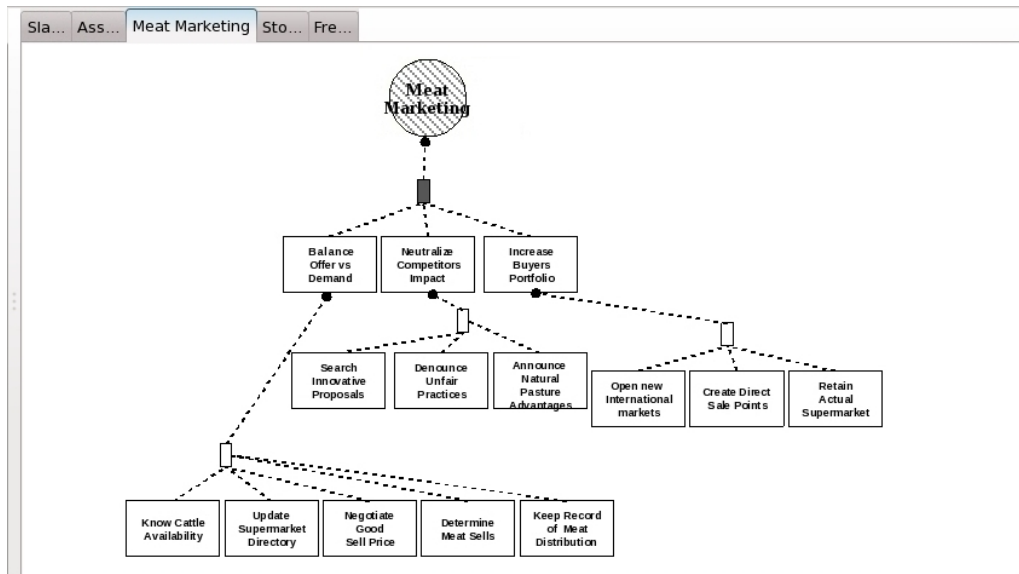 Sla... Ass... Meat Marketing Sto... Fre...
Meat
Marketing
Balance
Offer vs
Demand
Neutralize
Competitors
Impact
Increase
Buyers
Portfolio
Search
Innovative
Proposals
Denounce
Unfair
Practices
Announce
Natural
Pasture
Advantages
Open new
International
markets
Create Direct
Sale Points
Retain
Actual
Supermarket
Know Cattle
Availability
Update
Supermarket
Directory
Negotiate
Good
Sell Price
Determine
Meat Sells
Keep Record
of Meat
Distribution